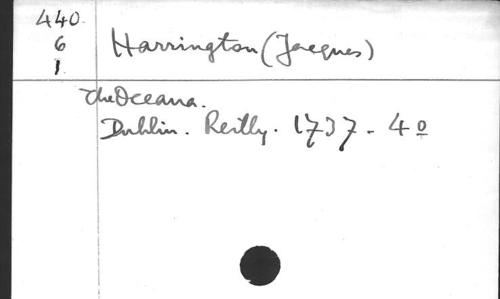 440.
6
1.
Harrington (Jacques)
The Oceana.
Dublin. Reilly. 1737 - 4º